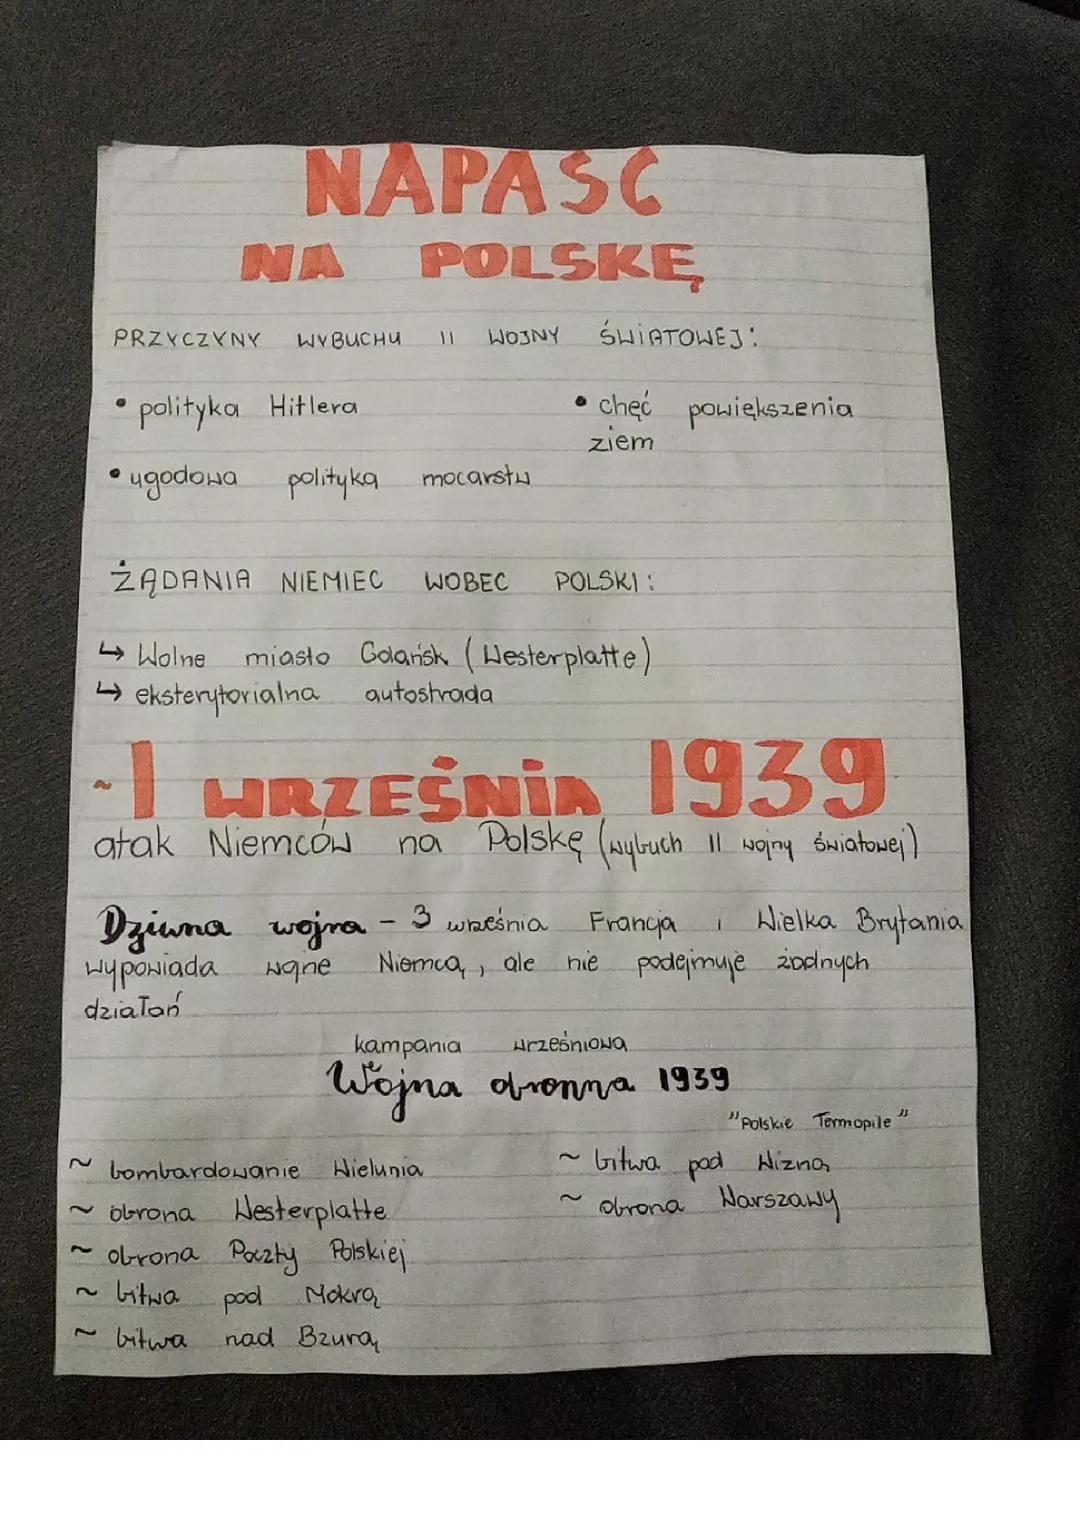 NAPAŚĆ
NA POLSKĘ
PRZYCZYNY WYBUCHU II WOJNY ŚWIATOWEJ:
• polityka Hitlera
• chęć powiększenia
ziem
• ugodowa polityka mocarstw
ŻĄDANIA NIEMIEC WOBEC POLSKI:
↳ Wolne miasto Gdańsk (Westerplatte)
↳ eksterytorialna autostrada
~1 WRZEŚNIA 1939
atak Niemców na Polskę (wybuch II wojny światowej)
Dziwna wojna - 3 września Francja i Wielka Brytania
wypowiada wojne Niemcą, ale nie podejmuje żadnych
działań
kampania wrześniowa
Wojna obronna 1939
"Polskie Termopile"
~ bombardowanie Wielunia
~ obrona Westerplatte
~ obrona Poczty Polskiej
~ bitwa pod Mokrą
~ bitwa nad Bzurą
~ bitwa pod Wizną
~ obrona Warszawy